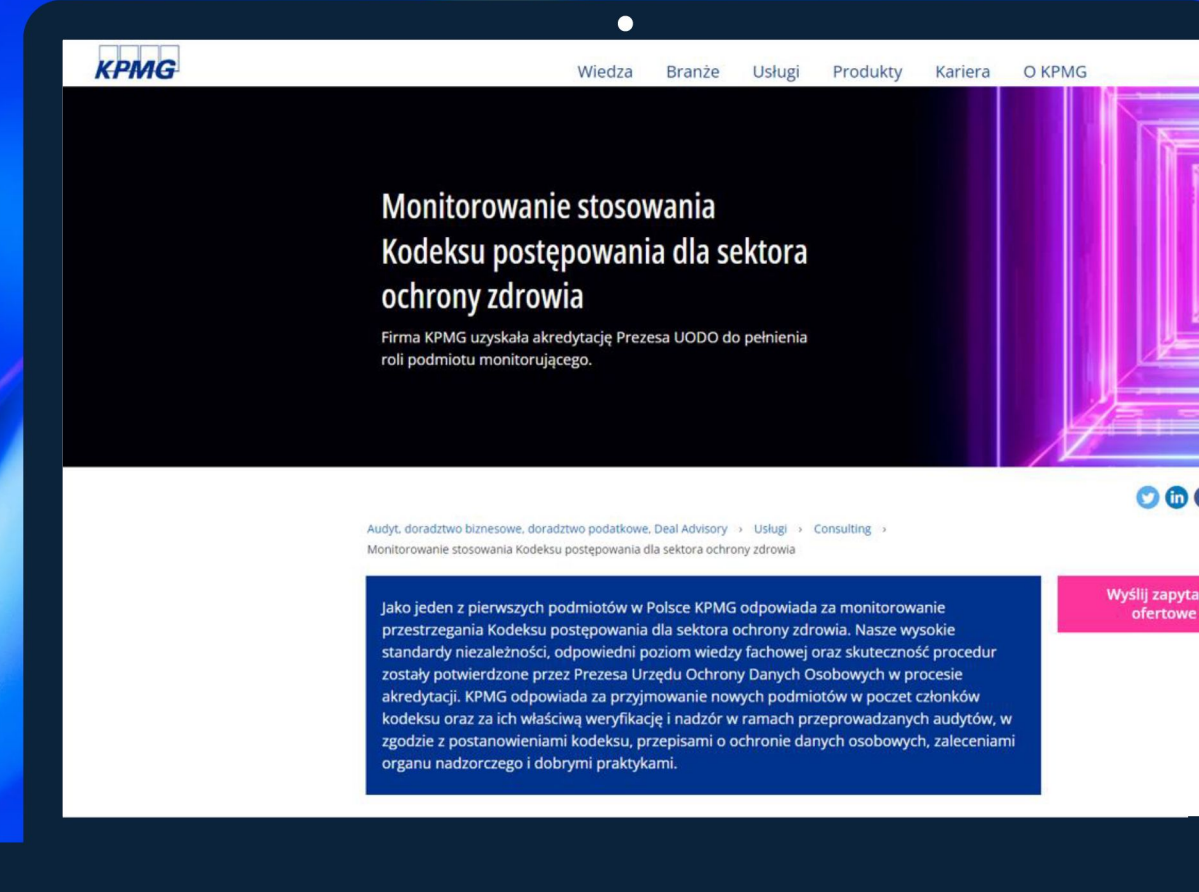 KPMG
Wiedza Branże Usługi Produkty Kariera O KPMG
Monitorowanie stosowania
Kodeksu postępowania dla sektora
ochrony zdrowia
Firma KPMG uzyskała akredytację Prezesa UODO do pełnienia
roli podmiotu monitorującego.
in
Audyt, doradztwo biznesowe, doradztwo podatkowe, Deal Advisory › Usługi › Consulting ›
Monitorowanie stosowania Kodeksu postępowania dla sektora ochrony zdrowia
Jako jeden z pierwszych podmiotów w Polsce KPMG odpowiada za monitorowanie
przestrzegania Kodeksu postępowania dla sektora ochrony zdrowia. Nasze wysokie
standardy niezależności, odpowiedni poziom wiedzy fachowej oraz skuteczność procedur
zostały potwierdzone przez Prezesa Urzędu Ochrony Danych Osobowych w procesie
akredytacji. KPMG odpowiada za przyjmowanie nowych podmiotów w poczet członków
kodeksu oraz za ich właściwą weryfikację i nadzór w ramach przeprowadzanych audytów, w
zgodzie z postanowieniami kodeksu, przepisami o ochronie danych osobowych, zaleceniami
organu nadzorczego i dobrymi praktykami.
Wyślij zapyta
ofertowe